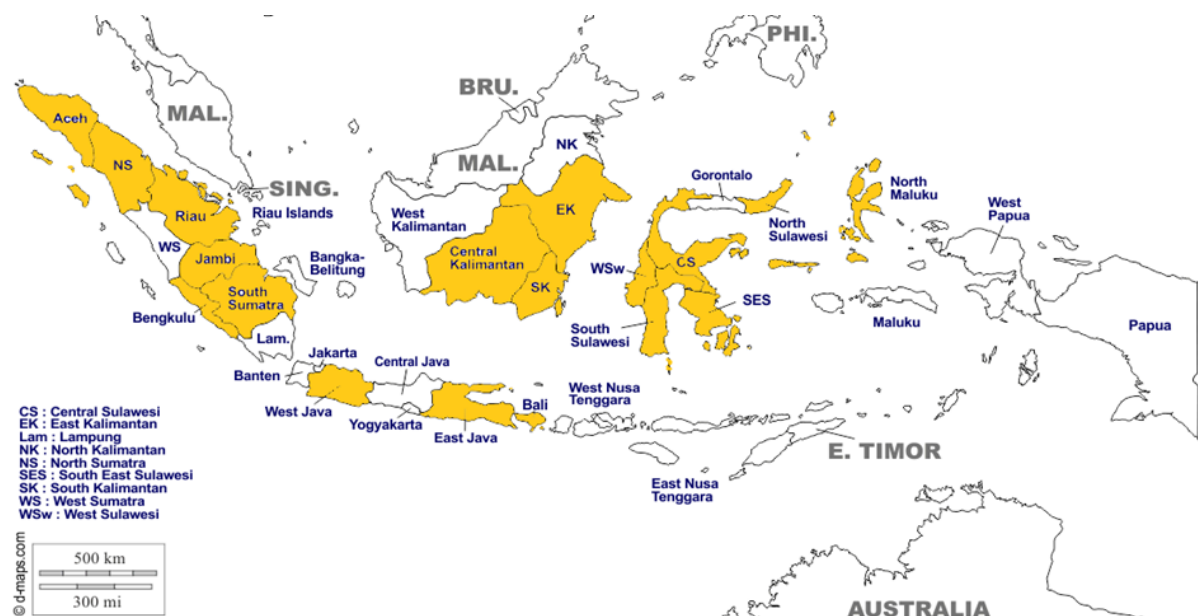 PHI.
BRU.
MAL.
MAL.
SING.
Aceh
NS
Riau
Riau Islands
WS
Jambi
Bangka-
Belitung
South
Sumatra
Bengkulu
Lam.
NK
West
Kalimantan
EK
Central
Kalimantan
SK
Gorontalo
North
Sulawesi
North
Maluku
West
Papua
CS
WSw
SES
South
Sulawesi
Maluku
Papua
Jakarta
Banten
Central Java
West Java
Yogyakarta
East Java
Bali
West Nusa
Tenggara
East Nusa
Tenggara
E. TIMOR
AUSTRALIA
CS : Central Sulawesi
EK : East Kalimantan
Lam : Lampung
NK : North Kalimantan
NS : North Sumatra
SES : South East Sulawesi
SK : South Kalimantan
WS : West Sumatra
WSw : West Sulawesi
500 km
300 mi
© d-maps.com